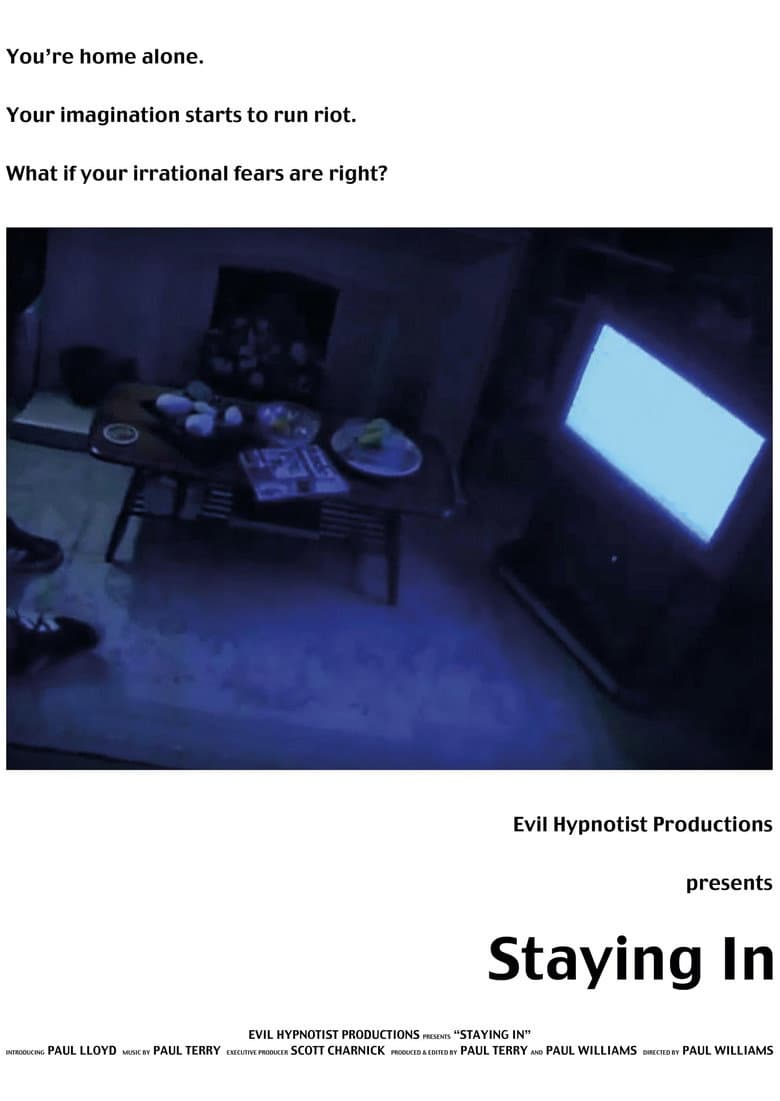 You’re home alone.
Your imagination starts to run riot.
What if your irrational fears are right?
Evil Hypnotist Productions
presents
Staying In
EVIL HYPNOTIST PRODUCTIONS PRESENTS “STAYING IN”
INTRODUCING PAUL LLOYD MUSIC BY PAUL TERRY EXECUTIVE PRODUCER SCOTT CHARNICK PRODUCED & EDITED BY PAUL TERRY AND PAUL WILLIAMS DIRECTED BY PAUL WILLIAMS